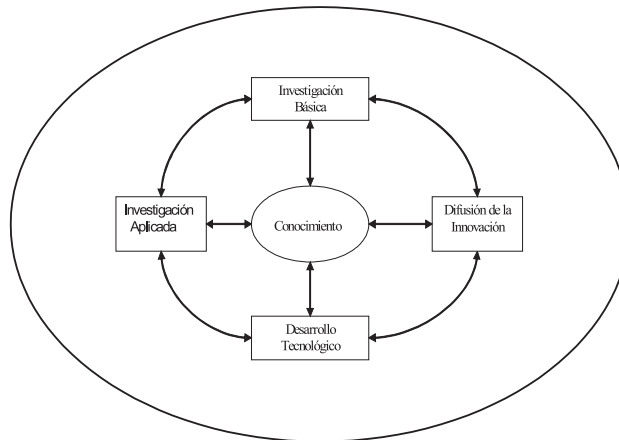 Investigación
Básica
Investigación
Aplicada
Conocimiento
Difusión de la
Innovación
Desarrollo
Tecnológico